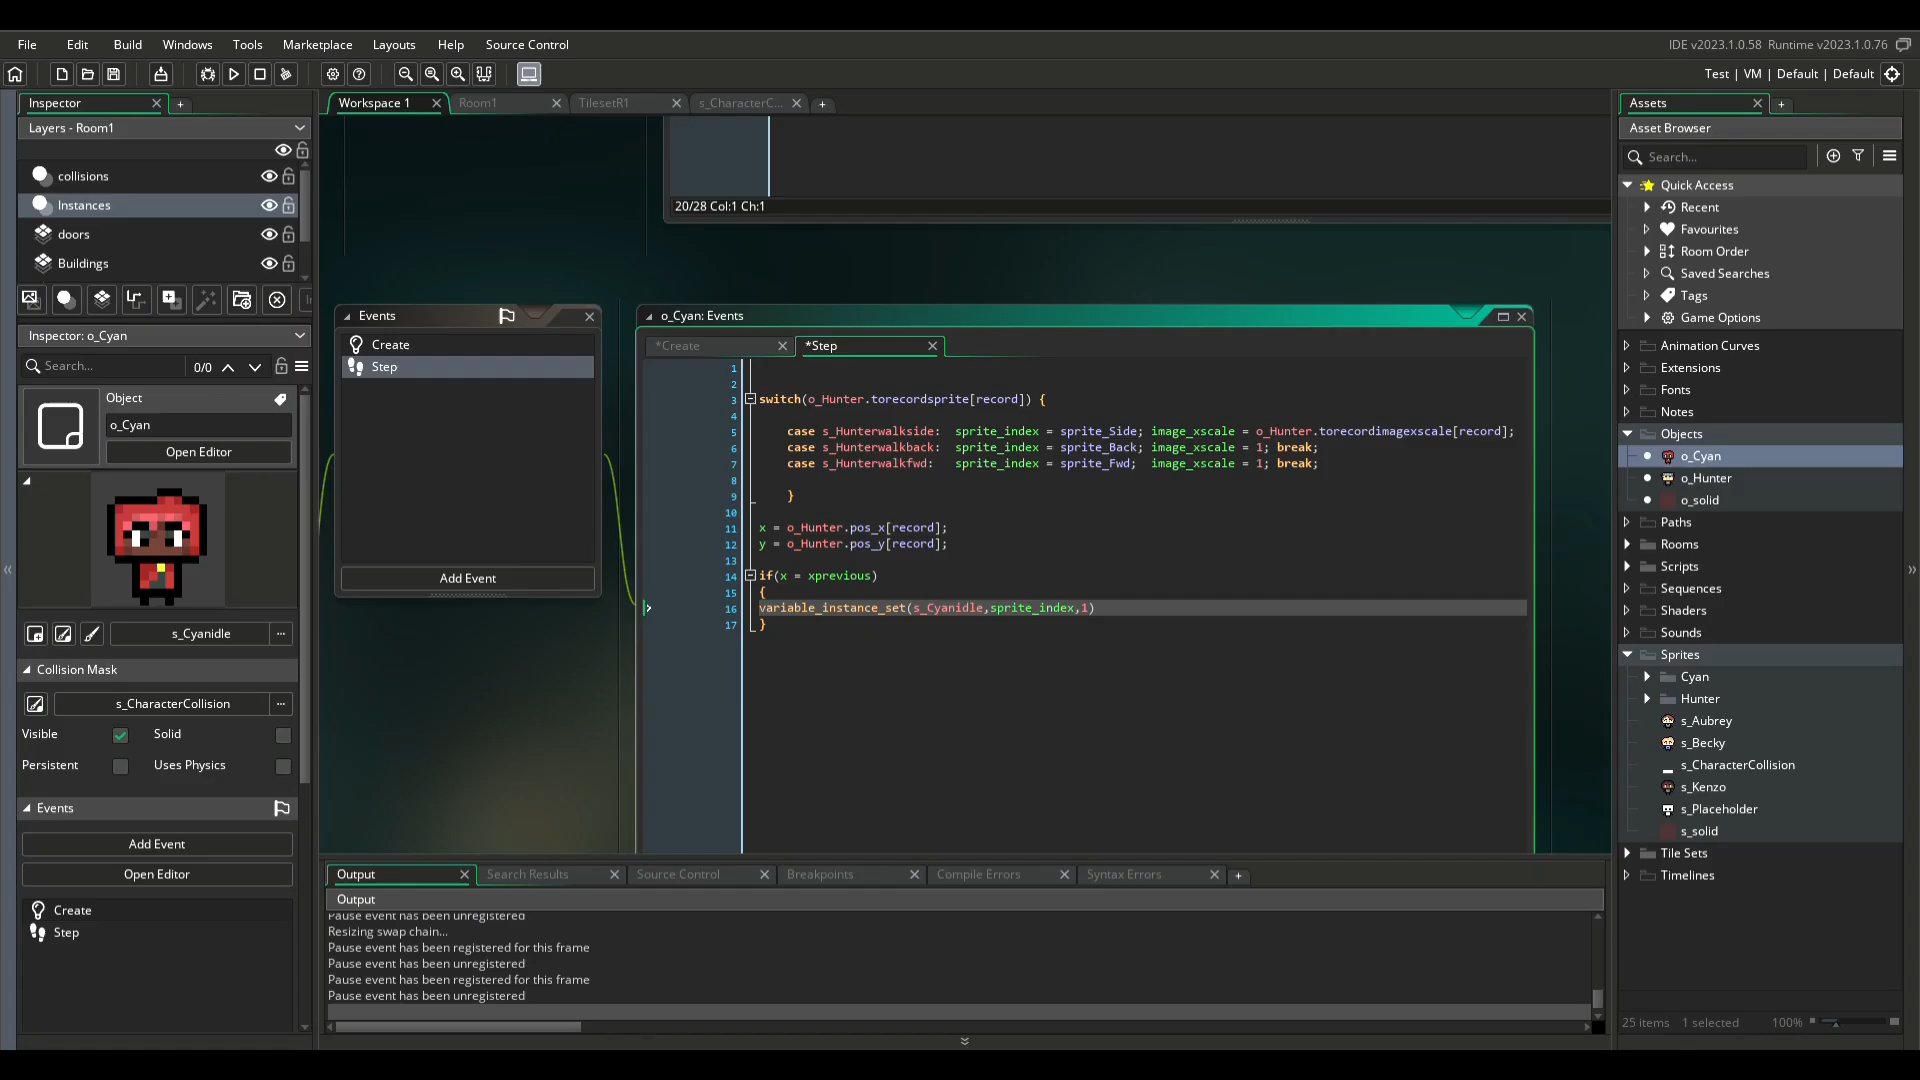 File Edit Build Windows Tools Marketplace Layouts Help Source Control
IDE v2023.1.0.58 Runtime v2023.1.0.76
Test | VM | Default | Default
Inspector
Workspace 1
Room1
TilesetR1
s_CharacterC...
Assets
Layers - Room1
Asset Browser
Search...
collisions
Instances
doors
Buildings
20/28 Col:1 Ch:1
Quick Access
Recent
Favourites
Room Order
Saved Searches
Tags
Game Options
Inspector: o_Cyan
Search...
0/0
Object
o_Cyan
Open Editor
s_Cyanidle
...
Collision Mask
s_CharacterCollision
...
Visible
Solid
Persistent
Uses Physics
Events
Add Event
Open Editor
Create
Step
Events
Create
Step
Add Event
o_Cyan: Events
*Create
*Step
1
2
3 switch(o_Hunter.torecordsprite[record]) {
4
5 case s_Hunterwalkside: sprite_index = sprite_Side; image_xscale = o_Hunter.torecordimagexscale[record];
6 case s_Hunterwalkback: sprite_index = sprite_Back; image_xscale = 1; break;
7 case s_Hunterwalkfwd: sprite_index = sprite_Fwd; image_xscale = 1; break;
8
9 }
10
11 x = o_Hunter.pos_x[record];
12 y = o_Hunter.pos_y[record];
13
14 if(x = xprevious)
15 {
16 variable_instance_set(s_Cyanidle,sprite_index,1)
17 }
Output
Search Results
Source Control
Breakpoints
Compile Errors
Syntax Errors
Output
Pause event has been unregistered
Resizing swap chain...
Pause event has been registered for this frame
Pause event has been unregistered
Pause event has been registered for this frame
Pause event has been unregistered
Animation Curves
Extensions
Fonts
Notes
Objects
o_Cyan
o_Hunter
o_solid
Paths
Rooms
Scripts
Sequences
Shaders
Sounds
Sprites
Cyan
Hunter
s_Aubrey
s_Becky
s_CharacterCollision
s_Kenzo
s_Placeholder
s_solid
Tile Sets
Timelines
25 items 1 selected 100%